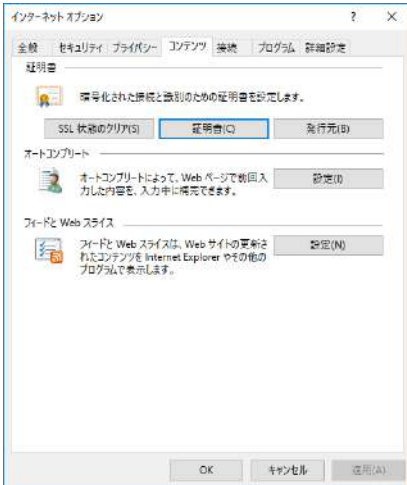 インターネット オプション
? ×
全般 セキュリティ プライバシー コンテンツ 接続 プログラム 詳細設定
証明書
暗号化された接続と識別のための証明書を設定します。
SSL 状態のクリア(S) 証明書(C) 発行元(B)
オートコンプリート
オートコンプリートによって、Web ページで前回入
力した内容を、入力中に補完できます。
設定(I)
フィードと Web スライス
フィードと Web スライスは、Web サイトの更新さ
れたコンテンツを Internet Explorer やその他の
プログラムで表示します。
設定(N)
OK キャンセル 適用(A)